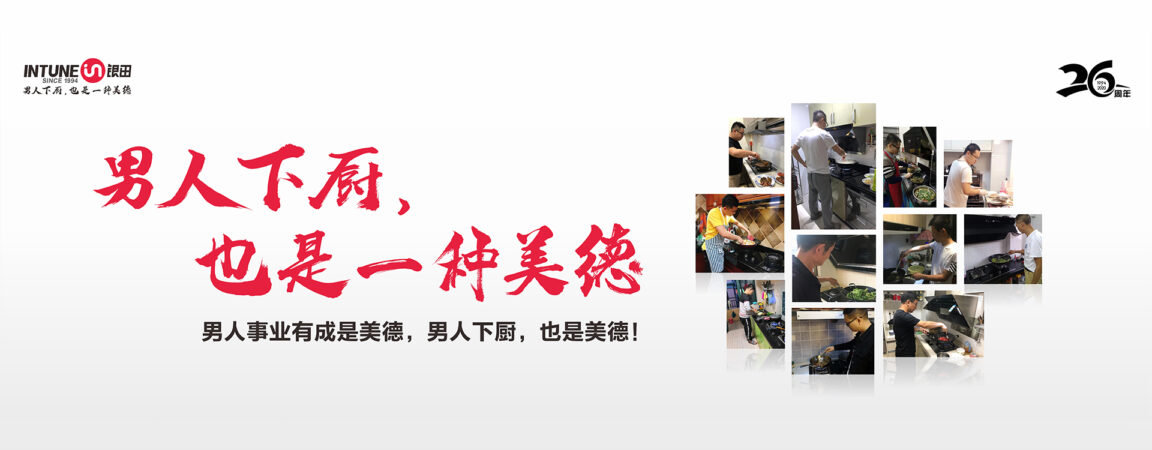 INTUNE in 银田
SINCE 1994
男人下厨，也是一种美德
26
1994
2020
周年
男人下厨，
也是一种美德
男人事业有成是美德，男人下厨，也是美德！